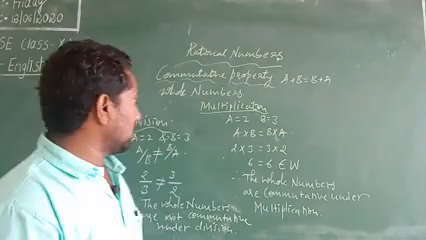 : Friday
: 12/06/2020
SE Class-
- English
Rational Numbers
Commutative property A+B=B+A
Whole Numbers
Multiplication
A=2 B=3
A×B=B×A
2×3=3×2
6=6 ∈ W
∴ The whole Numbers
are commutative under
Multiplication.
ision:
A=2 B=3
A/B ≠ B/A
2/3 ≠ 3/2
The whole Numbers
are not commutative
under division.